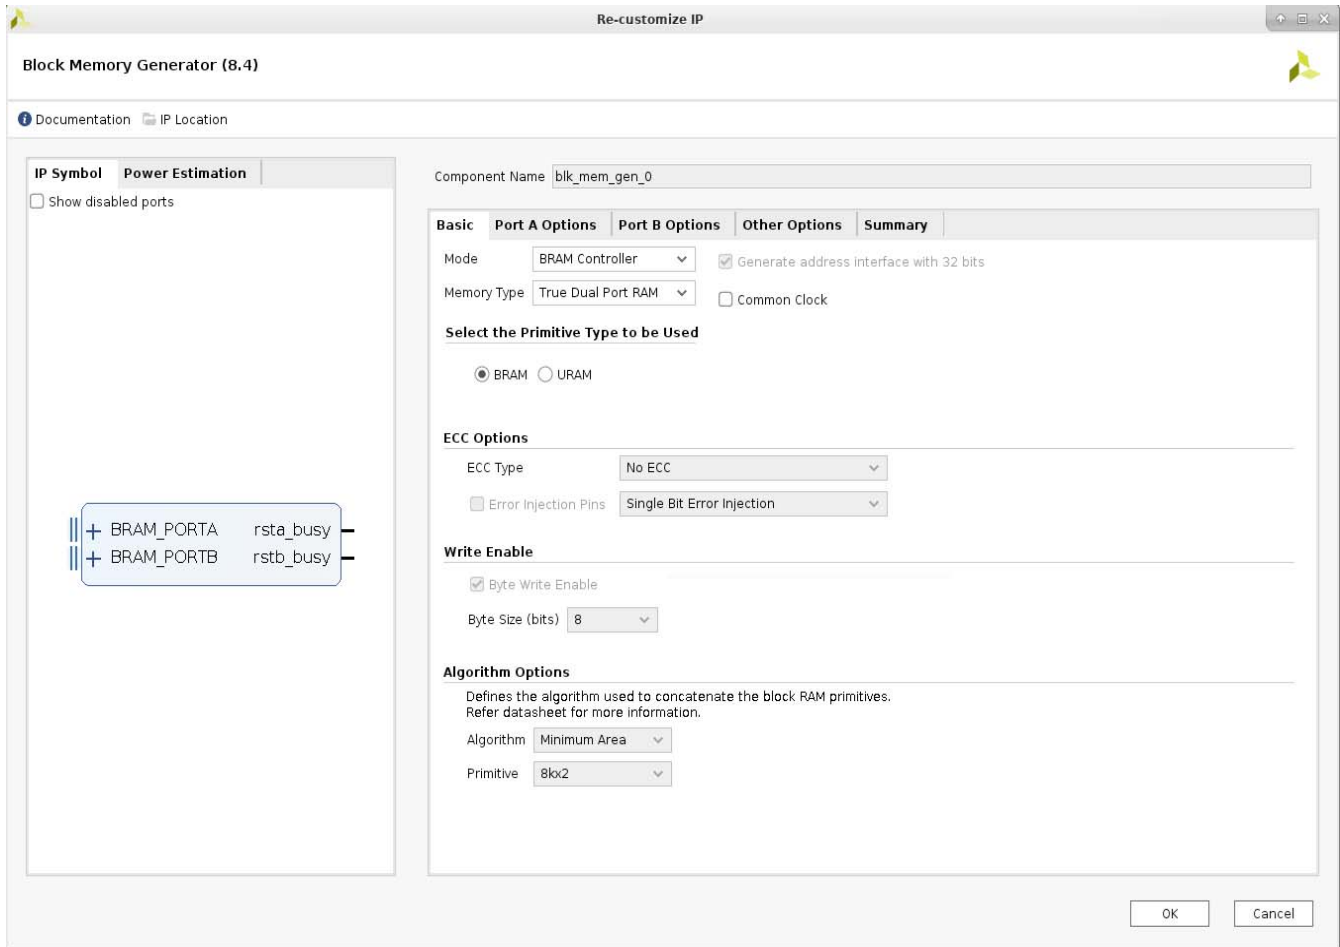 Re-customize IP
Block Memory Generator (8.4)
Documentation IP Location
IP Symbol Power Estimation
Show disabled ports
BRAM_PORTA rsta_busy
BRAM_PORTB rstb_busy
Component Name blk_mem_gen_0
Basic Port A Options Port B Options Other Options Summary
Mode BRAM Controller Generate address interface with 32 bits
Memory Type True Dual Port RAM Common Clock
Select the Primitive Type to be Used
BRAM URAM
ECC Options
ECC Type No ECC
Error Injection Pins Single Bit Error Injection
Write Enable
Byte Write Enable
Byte Size (bits) 8
Algorithm Options
Defines the algorithm used to concatenate the block RAM primitives.
Refer datasheet for more information.
Algorithm Minimum Area
Primitive 8kx2
OK Cancel